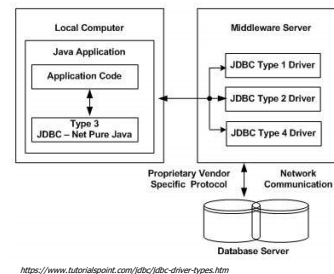 Local Computer
Java Application
Application Code
Type 3
JDBC – Net Pure Java
Middleware Server
JDBC Type 1 Driver
JDBC Type 2 Driver
JDBC Type 4 Driver
Proprietary Vendor
Specific Protocol
Network
Communication
Database Server
https://www.tutorialspoint.com/jdbc/jdbc-driver-types.htm